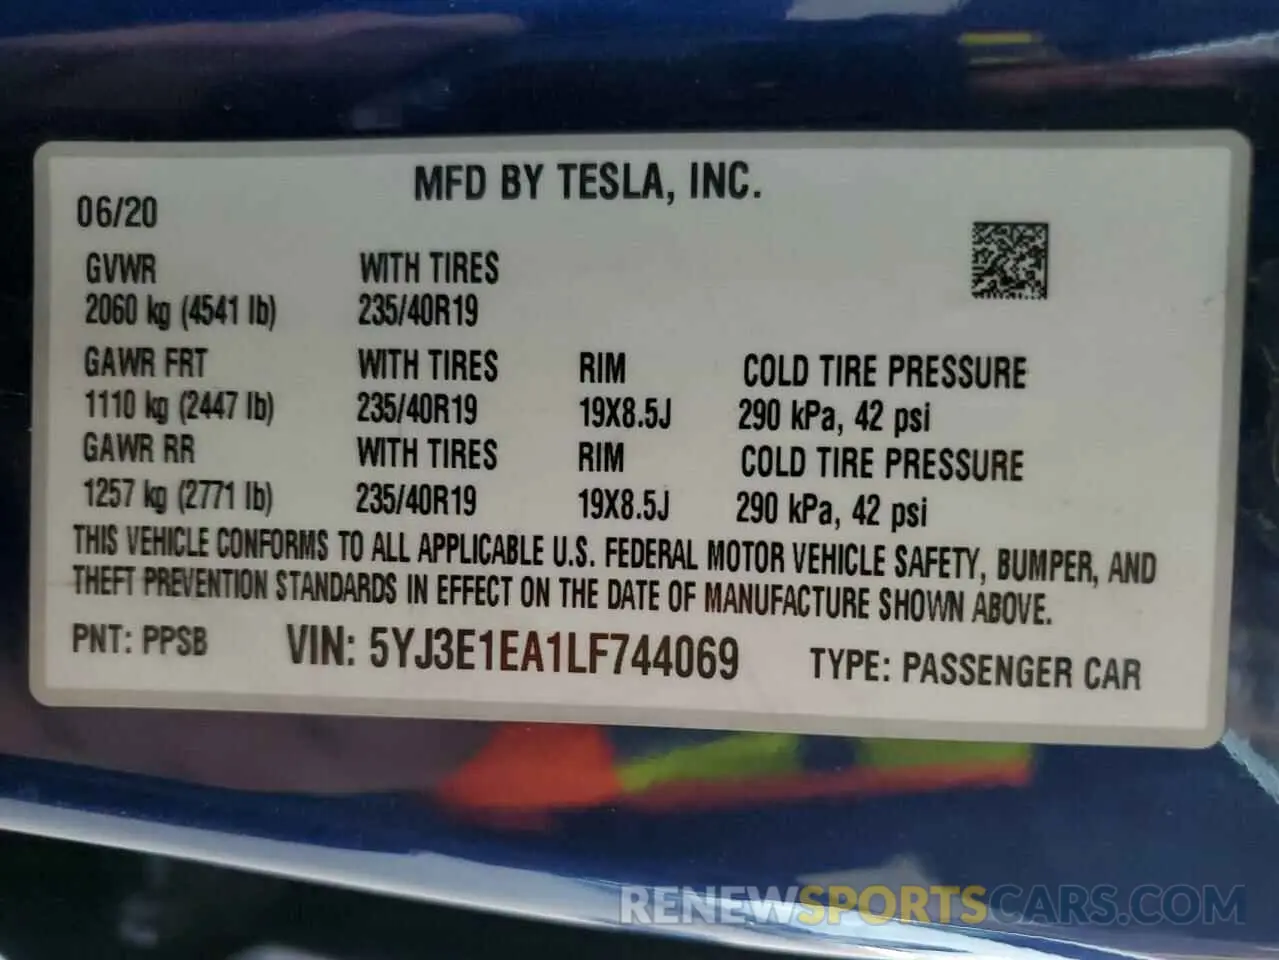 MFD BY TESLA, INC.
06/20
GVWR WITH TIRES
2060 kg (4541 lb) 235/40R19
GAWR FRT WITH TIRES RIM COLD TIRE PRESSURE
1110 kg (2447 lb) 235/40R19 19X8.5J 290 kPa, 42 psi
GAWR RR WITH TIRES RIM COLD TIRE PRESSURE
1257 kg (2771 lb) 235/40R19 19X8.5J 290 kPa, 42 psi
THIS VEHICLE CONFORMS TO ALL APPLICABLE U.S. FEDERAL MOTOR VEHICLE SAFETY, BUMPER, AND
THEFT PREVENTION STANDARDS IN EFFECT ON THE DATE OF MANUFACTURE SHOWN ABOVE.
PNT: PPSB VIN: 5YJ3E1EA1LF744069 TYPE: PASSENGER CAR
RENEWSPORTSCARS.COM